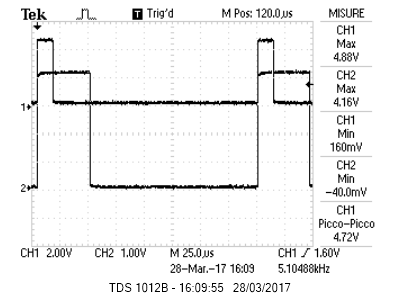 Tek T Trig'd M Pos: 120.0µs MISURE
CH1
Max
4.88V
CH2
Max
4.16V
CH1
Min
160mV
CH2
Min
-40.0mV
CH1
Picco-Picco
4.72V
1
2
CH1 2.00V CH2 1.00V M 25.0µs CH1 / 1.60V
28-Mar.-17 16:09 5.10488kHz
TDS 1012B - 16:09:55 28/03/2017